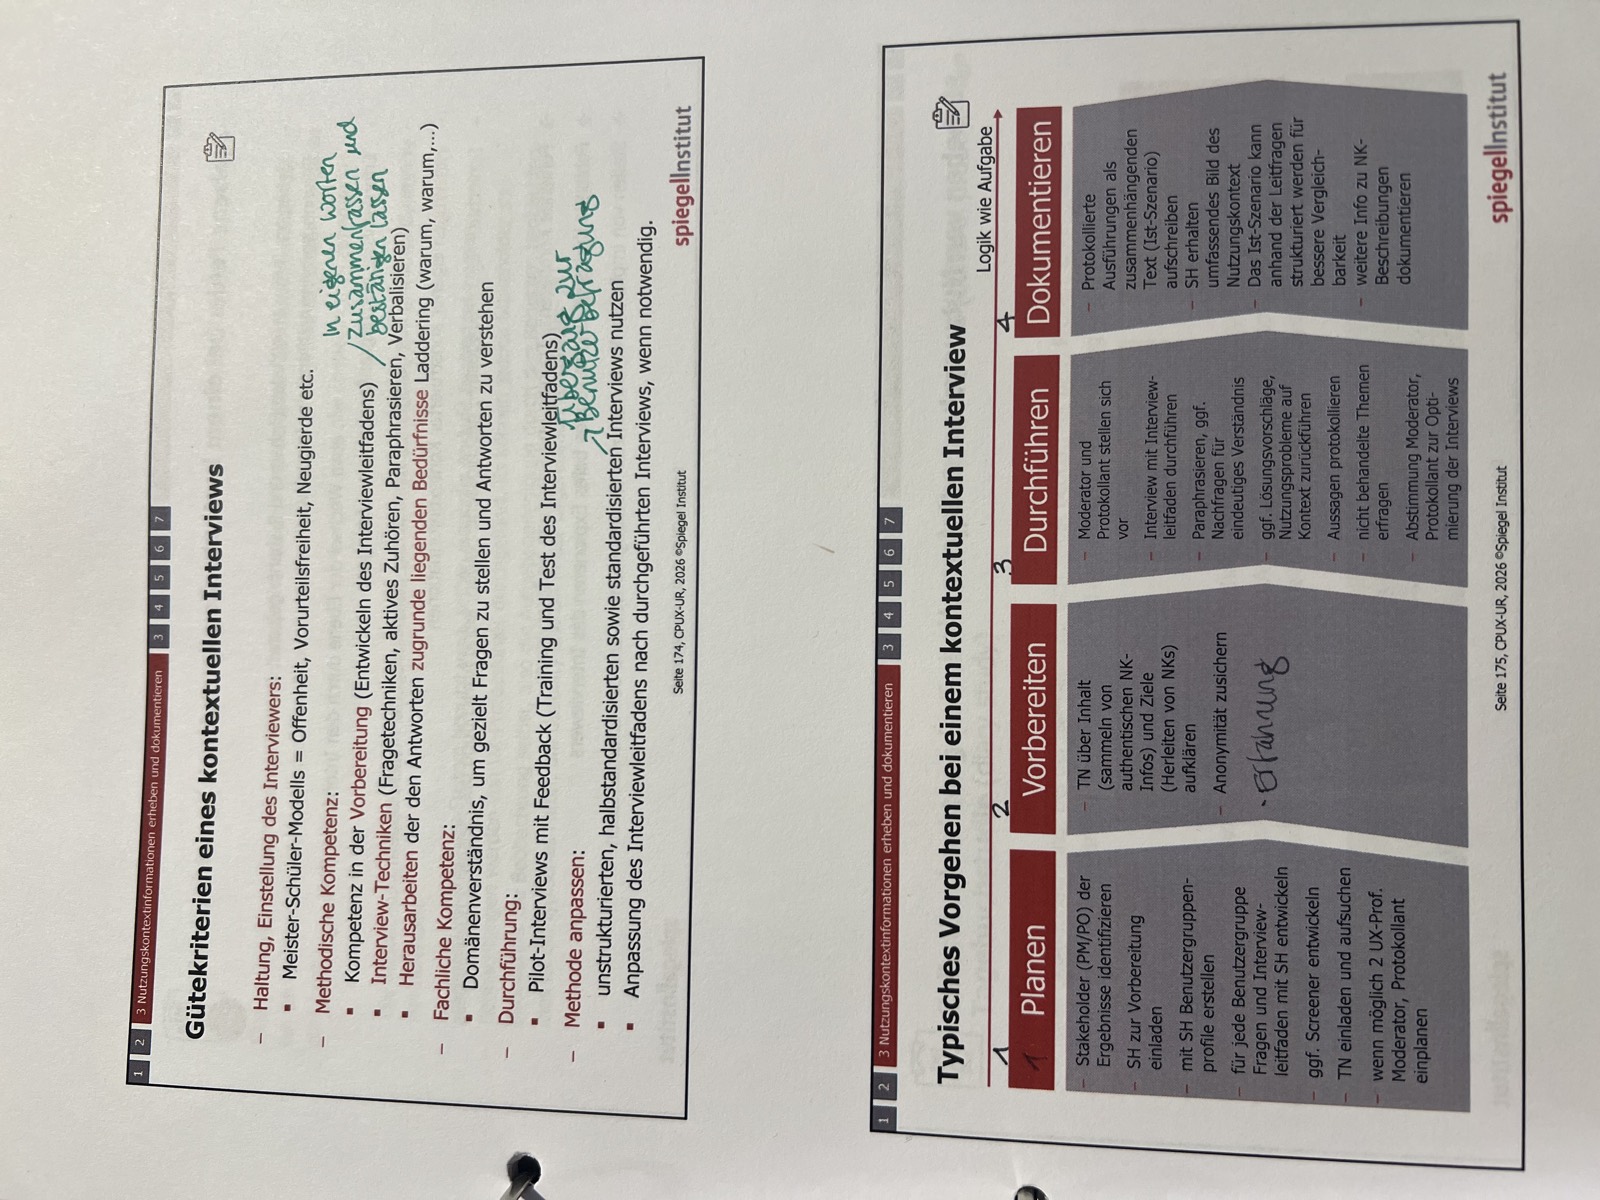 1 2 3 Nutzungskontextinformationen erheben und dokumentieren 3 4 5 6 7
Gütekriterien eines kontextuellen Interviews
– Haltung, Einstellung des Interviewers:
▪ Meister-Schüler-Modells = Offenheit, Vorurteilsfreiheit, Neugierde etc.
– Methodische Kompetenz:
In eigenen Worten
zusammenfassen und
bestätigen lassen
▪ Kompetenz in der Vorbereitung (Entwickeln des Interviewleitfadens)
▪ Interview-Techniken (Fragetechniken, aktives Zuhören, Paraphrasieren, Verbalisieren)
▪ Herausarbeiten der den Antworten zugrunde liegenden Bedürfnisse Laddering (warum, warum,...)
– Fachliche Kompetenz:
▪ Domänenverständnis, um gezielt Fragen zu stellen und Antworten zu verstehen
– Durchführung:
▪ Pilot-Interviews mit Feedback (Training und Test des Interviewleitfadens)
– Methode anpassen:
Übergang zur
Benutzerbefragung
▪ unstrukturierten, halbstandardisierten sowie standardisierten Interviews nutzen
▪ Anpassung des Interviewleitfadens nach durchgeführten Interviews, wenn notwendig.
Seite 174, CPUX-UR, 2026 ©Spiegel Institut
spiegelInstitut
1 2 3 Nutzungskontextinformationen erheben und dokumentieren 3 4 5 6 7
Typisches Vorgehen bei einem kontextuellen Interview
Logik wie Aufgabe
1
1 Planen
– Stakeholder (PM/PO) der
Ergebnisse identifizieren
– SH zur Vorbereitung
einladen
– mit SH Benutzergruppen-
profile erstellen
– für jede Benutzergruppe
Fragen und Interview-
leitfaden mit SH entwickeln
– ggf. Screener entwickeln
– TN einladen und aufsuchen
– wenn möglich 2 UX-Prof.
Moderator, Protokollant
einplanen
2
Vorbereiten
– TN über Inhalt
(sammeln von
authentischen NK-
Infos) und Ziele
(Herleiten von NKs)
aufklären
– Anonymität zusichern
· Erfahrung
3
Durchführen
– Moderator und
Protokollant stellen sich
vor
– Interview mit Interview-
leitfaden durchführen
– Paraphrasieren, ggf.
Nachfragen für
eindeutiges Verständnis
– ggf. Lösungsvorschläge,
Nutzungsprobleme auf
Kontext zurückführen
– Aussagen protokollieren
– nicht behandelte Themen
erfragen
– Abstimmung Moderator,
Protokollant zur Opti-
mierung der Interviews
4
Dokumentieren
– Protokollierte
Ausführungen als
zusammenhängenden
Text (Ist-Szenario)
aufschreiben
– SH erhalten
umfassendes Bild des
Nutzungskontext
– Das Ist-Szenario kann
anhand der Leitfragen
strukturiert werden für
bessere Vergleich-
barkeit
– weitere Info zu NK-
Beschreibungen
dokumentieren
Seite 175, CPUX-UR, 2026 ©Spiegel Institut
spiegelInstitut